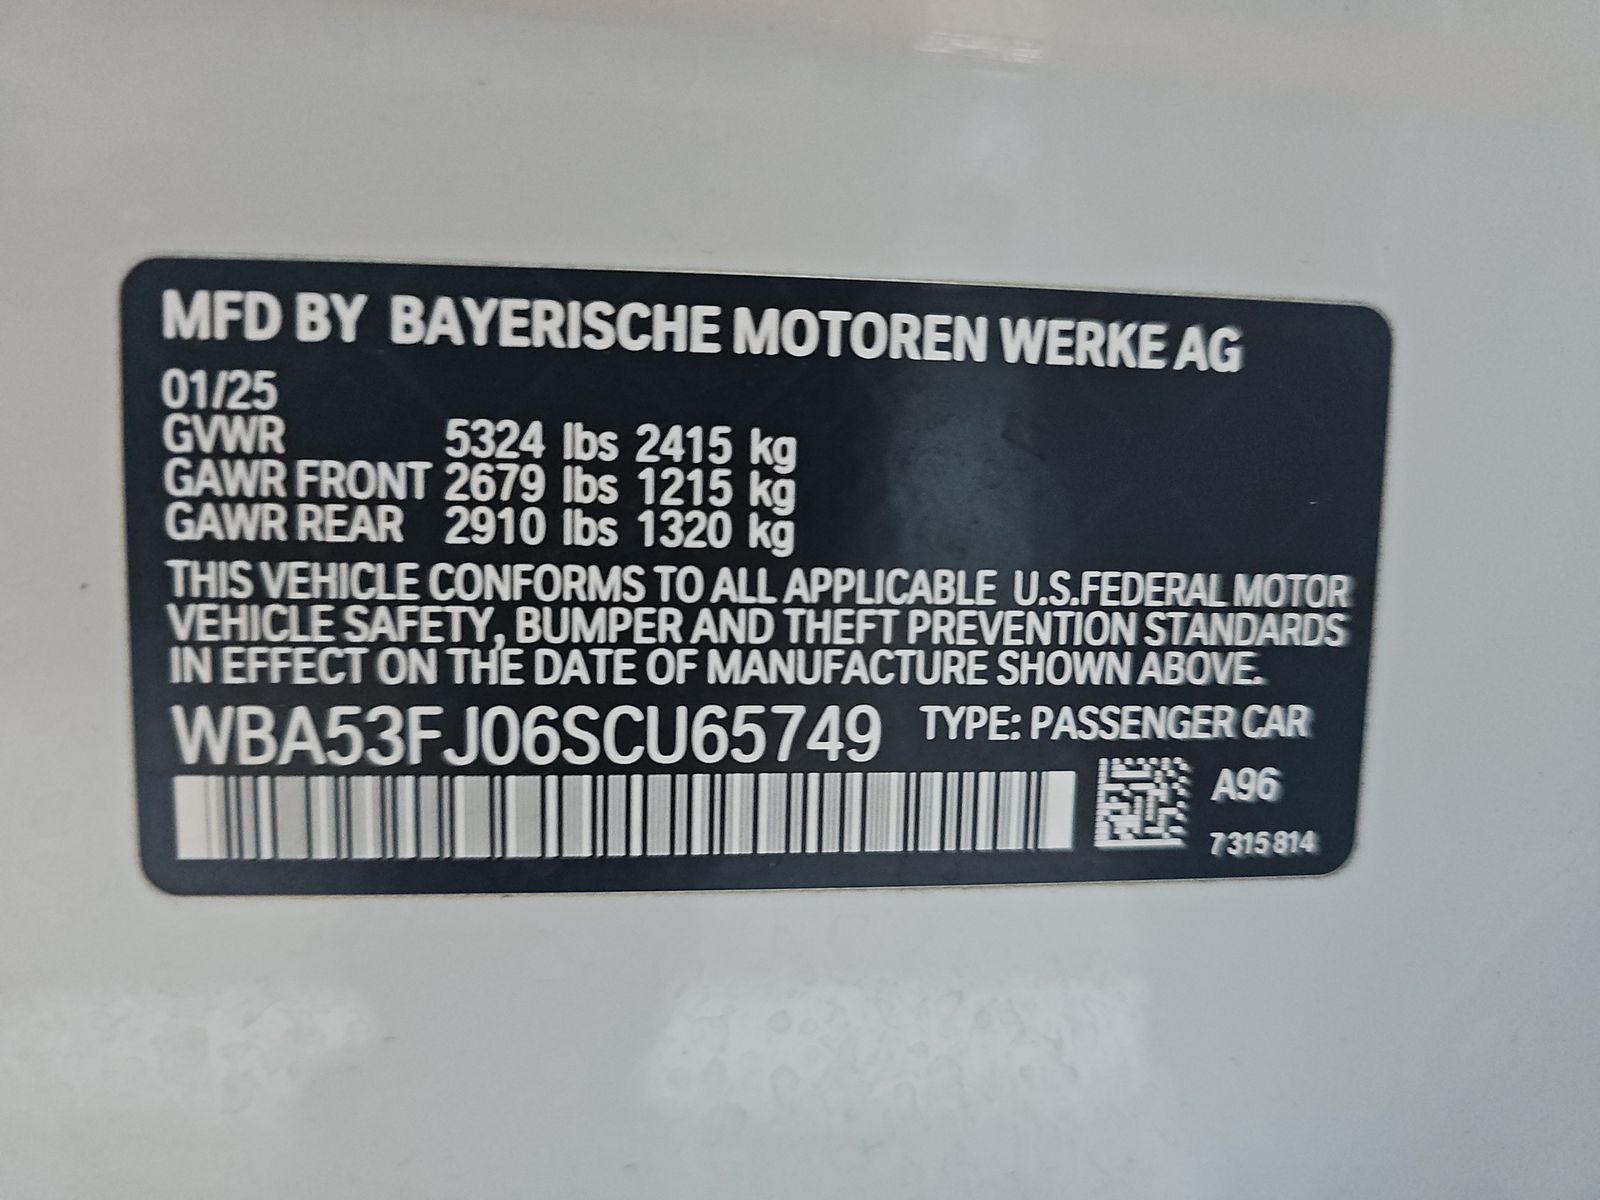 MFD BY BAYERISCHE MOTOREN WERKE AG
01/25
GVWR 5324 lbs 2415 kg
GAWR FRONT 2679 lbs 1215 kg
GAWR REAR 2910 lbs 1320 kg
THIS VEHICLE CONFORMS TO ALL APPLICABLE U.S.FEDERAL MOTOR
VEHICLE SAFETY, BUMPER AND THEFT PREVENTION STANDARDS
IN EFFECT ON THE DATE OF MANUFACTURE SHOWN ABOVE.
WBA53FJ06SCU65749 TYPE: PASSENGER CAR
A96
7315814